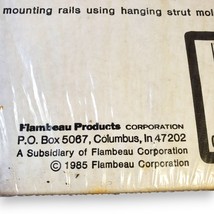 mounting rails using hanging strut
Flambeau Products CORPORATION
P.O. Box 5067, Columbus, In 47202
A Subsidiary of Flambeau Corporation
© 1985 Flambeau Corporation